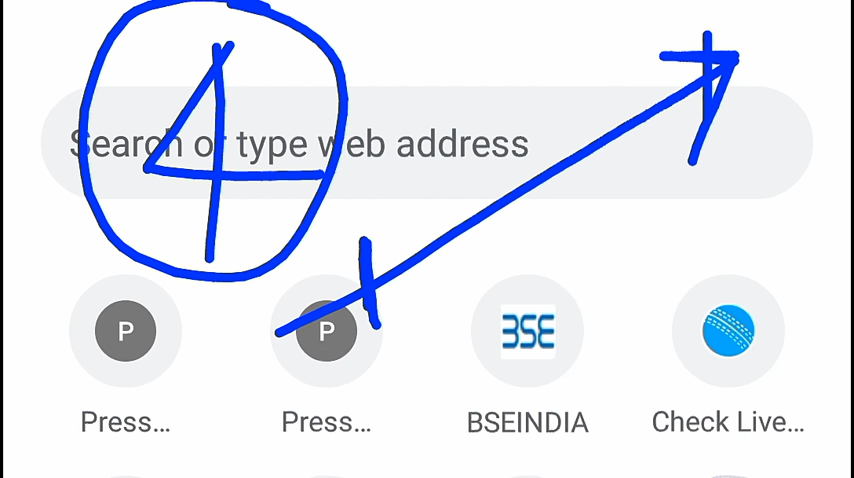 4
Search or type web address
P
P
BSE
Press...
Press...
BSEINDIA
Check Live...